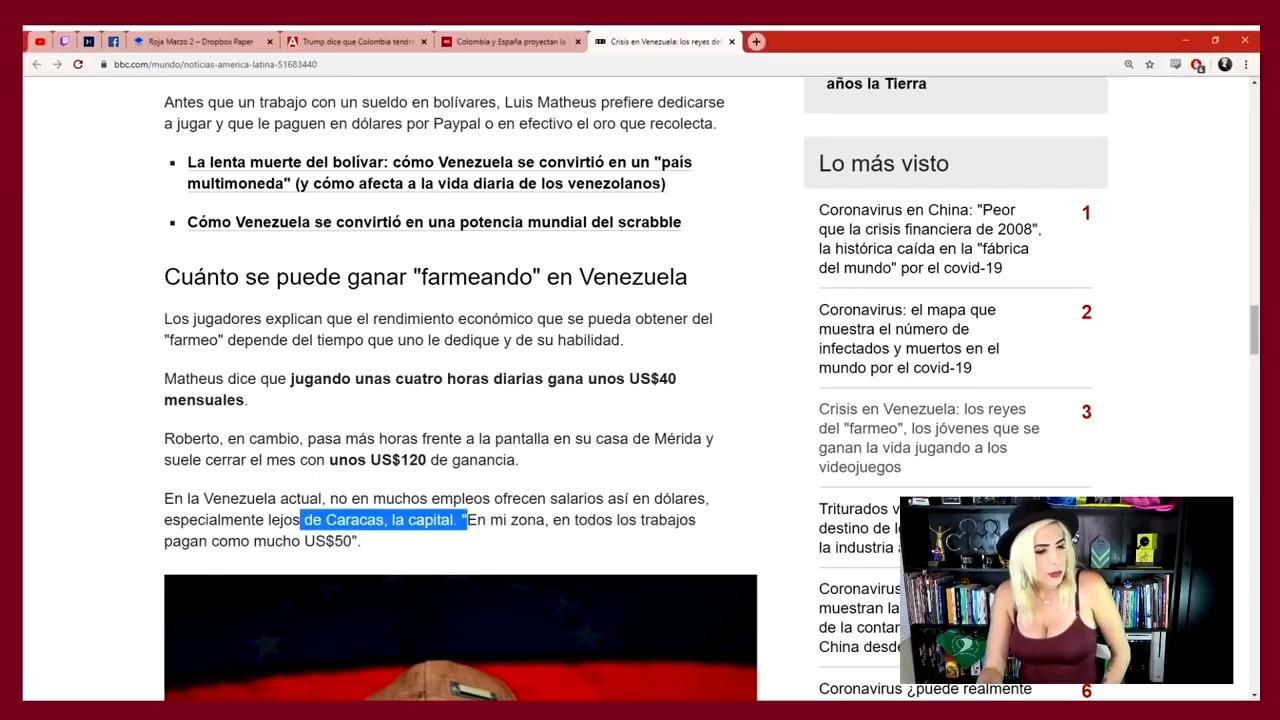 Roja Marzo 2 – Dropbox Paper
Trump dice que Colombia tendr
Colombia y España proyectan la
Crisis en Venezuela: los reyes del
bbc.com/mundo/noticias-america-latina-51683440
Antes que un trabajo con un sueldo en bolívares, Luis Matheus prefiere dedicarse
a jugar y que le paguen en dólares por Paypal o en efectivo el oro que recolecta.
La lenta muerte del bolívar: cómo Venezuela se convirtió en un "país
multimoneda" (y cómo afecta a la vida diaria de los venezolanos)
Cómo Venezuela se convirtió en una potencia mundial del scrabble
Cuánto se puede ganar "farmeando" en Venezuela
Los jugadores explican que el rendimiento económico que se pueda obtener del
"farmeo" depende del tiempo que uno le dedique y de su habilidad.
Matheus dice que jugando unas cuatro horas diarias gana unos US$40
mensuales.
Roberto, en cambio, pasa más horas frente a la pantalla en su casa de Mérida y
suele cerrar el mes con unos US$120 de ganancia.
En la Venezuela actual, no en muchos empleos ofrecen salarios así en dólares,
especialmente lejos de Caracas, la capital. "En mi zona, en todos los trabajos
pagan como mucho US$50".
años la Tierra
Lo más visto
Coronavirus en China: "Peor
que la crisis financiera de 2008",
la histórica caída en la "fábrica
del mundo" por el covid-19
1
Coronavirus: el mapa que
muestra el número de
infectados y muertos en el
mundo por el covid-19
2
Crisis en Venezuela: los reyes
del "farmeo", los jóvenes que se
ganan la vida jugando a los
videojuegos
3
Triturados v
destino de l
la industria
Coronavirus
muestran la
de la contar
China desde
Coronavirus ¿puede realmente
6